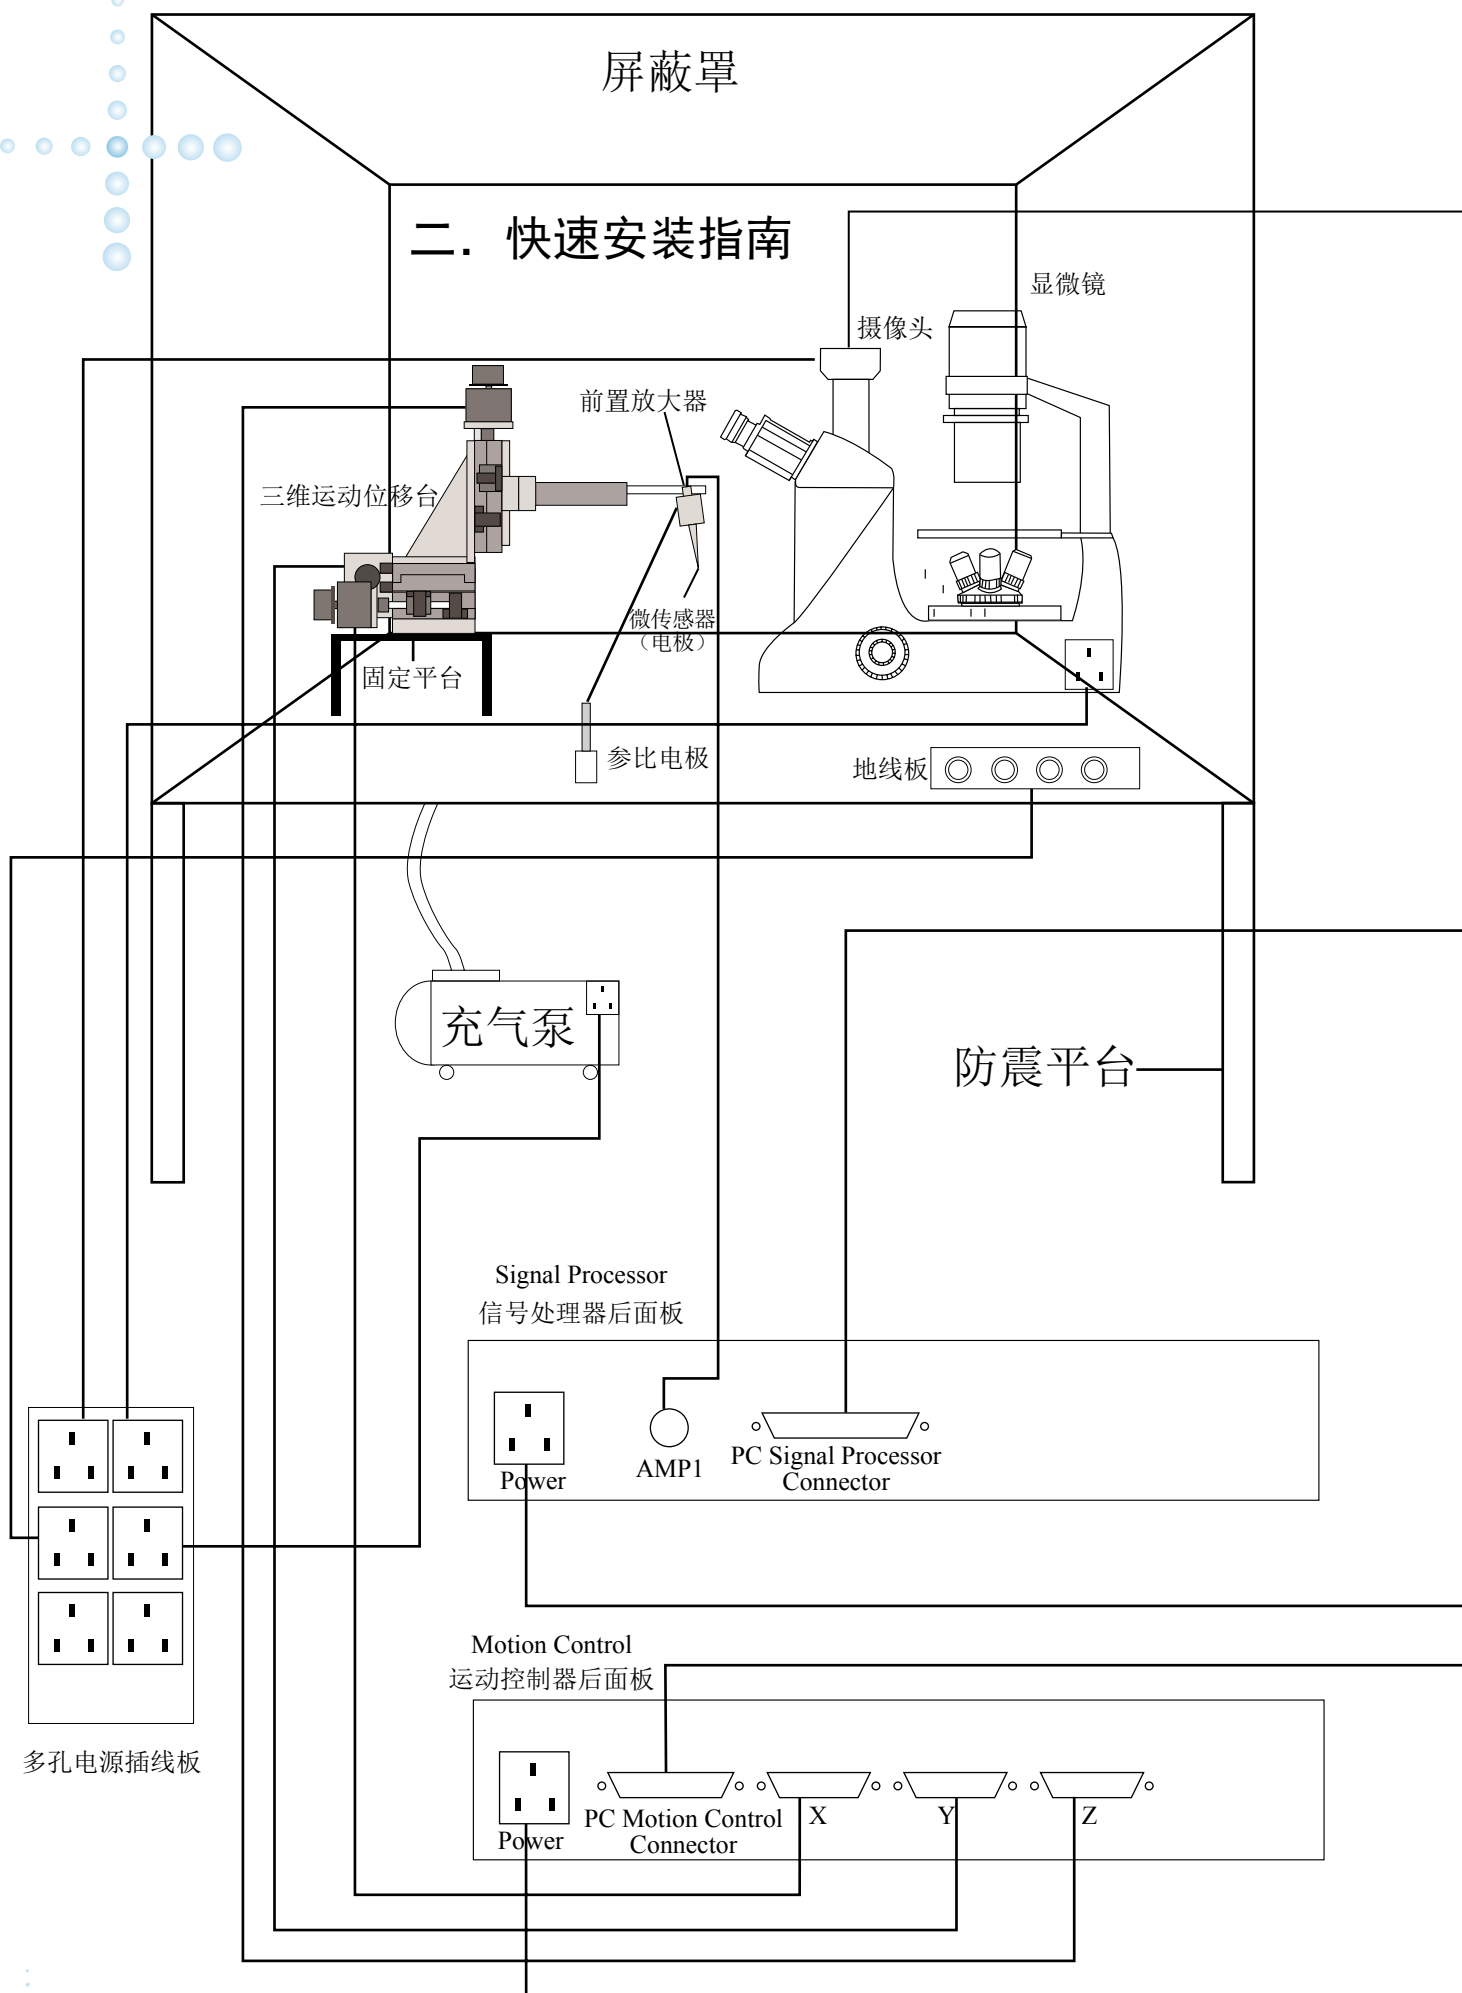 屏蔽罩
二. 快速安装指南
显微镜
摄像头
前置放大器
三维运动位移台
微传感器
（电极）
固定平台
参比电极
地线板
充气泵
防震平台
Signal Processor
信号处理器后面板
Power
AMP1
PC Signal Processor
Connector
Motion Control
运动控制器后面板
多孔电源插线板
Power
PC Motion Control
Connector
X
Y
Z